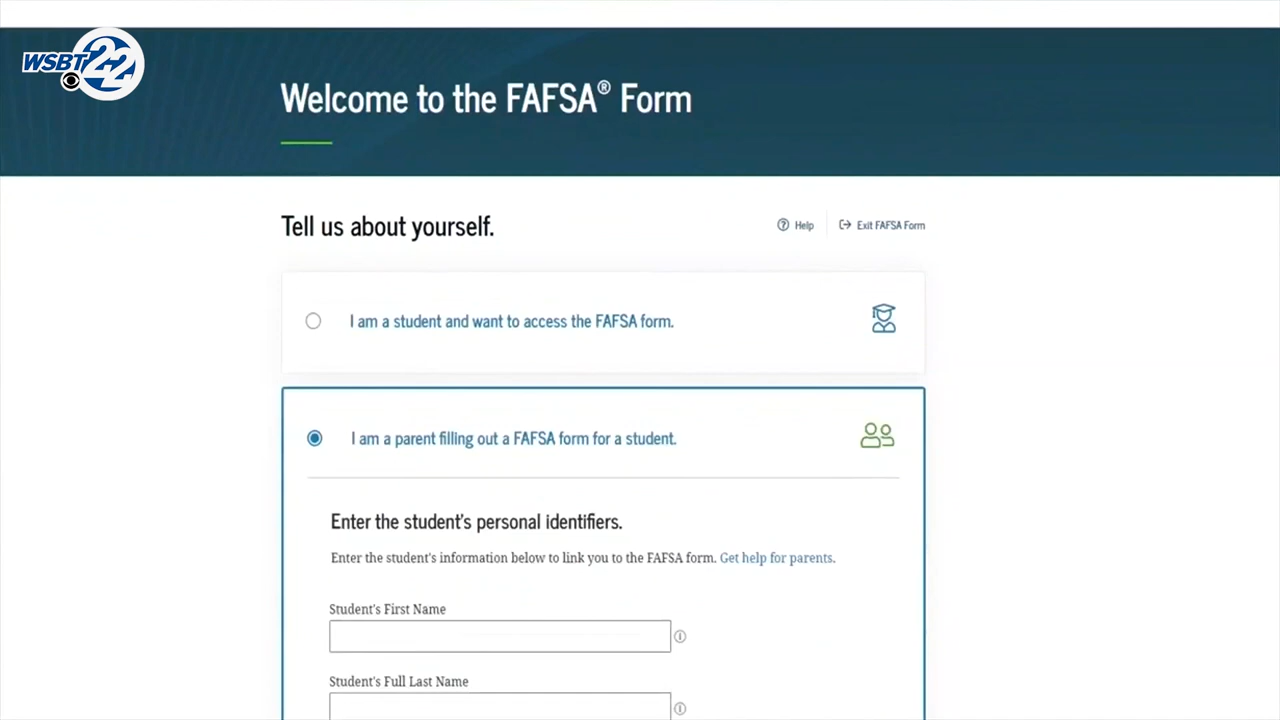 WSBT 22
Welcome to the FAFSA® Form
Tell us about yourself.
Help
Exit FAFSA Form
I am a student and want to access the FAFSA form.
I am a parent filling out a FAFSA form for a student.
Enter the student's personal identifiers.
Enter the student's information below to link you to the FAFSA form. Get help for parents.
Student's First Name
Student's Full Last Name